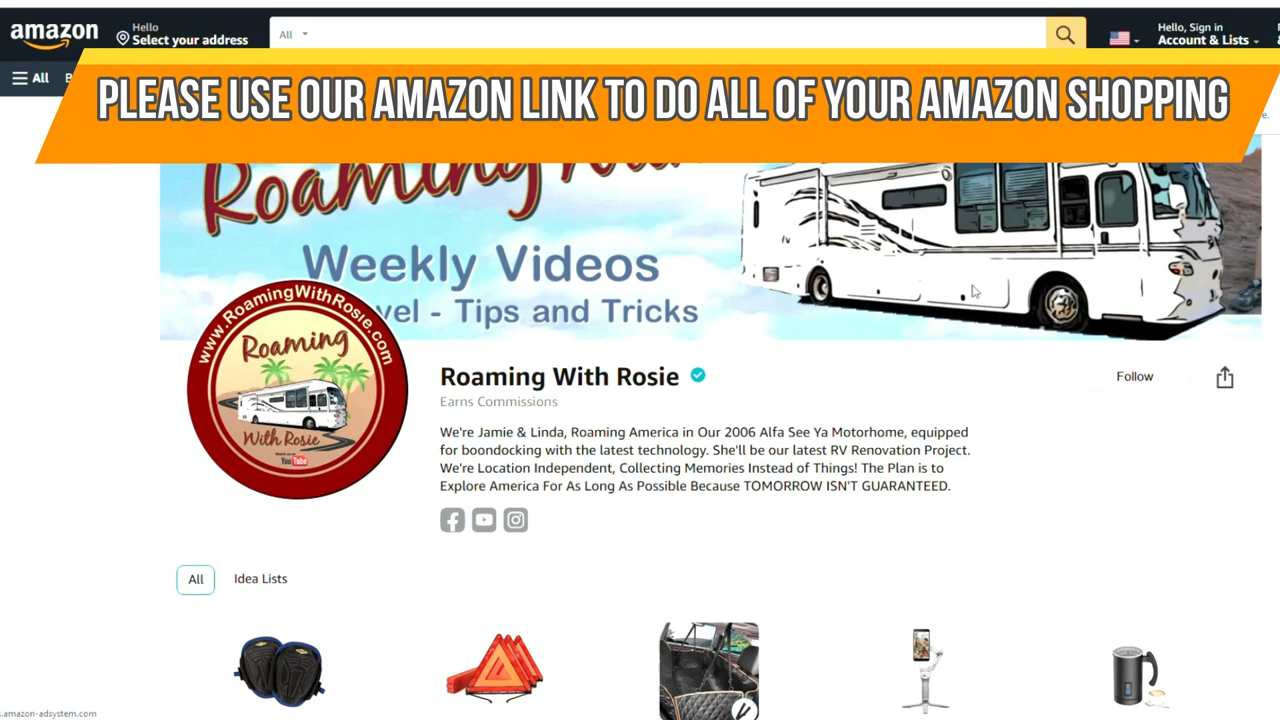 amazon
Hello
Select your address
All
Hello, Sign in
Account & Lists
All
PLEASE USE OUR AMAZON LINK TO DO ALL OF YOUR AMAZON SHOPPING
Roaming
Weekly Videos
- Tips and Tricks
www.RoamingWithRosie.com
Roaming
With Rosie
YouTube
Roaming With Rosie
Follow
Earns Commissions
We're Jamie & Linda, Roaming America in Our 2006 Alfa See Ya Motorhome, equipped
for boondocking with the latest technology. She'll be our latest RV Renovation Project.
We're Location Independent, Collecting Memories Instead of Things! The Plan is to
Explore America For As Long As Possible Because TOMORROW ISN'T GUARANTEED.
All
Idea Lists
s.amazon-adsystem.com